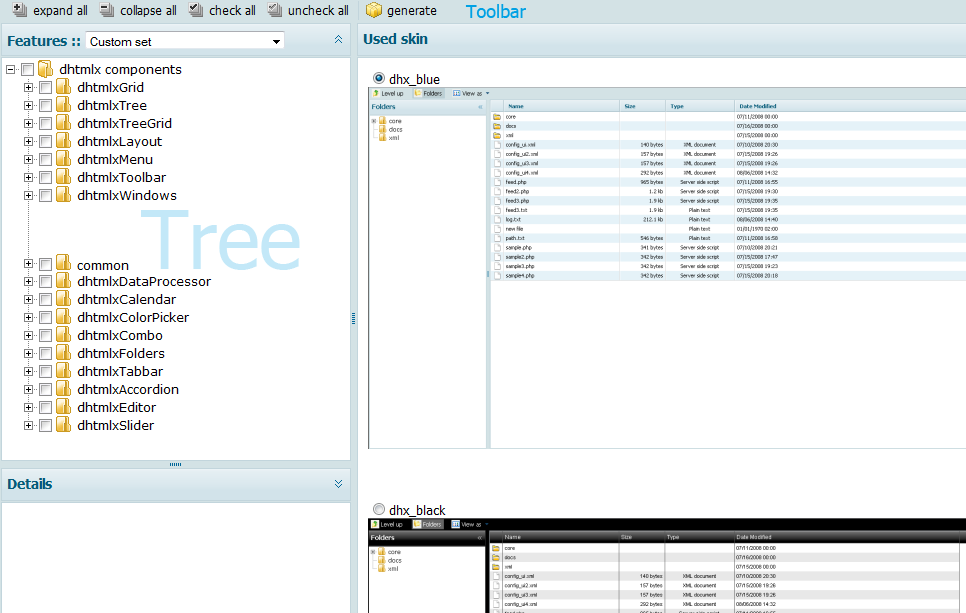 expand all collapse all check all uncheck all generate Toolbar
Features :: Custom set
dhtmlx components
dhtmlxGrid
dhtmlxTree
dhtmlxTreeGrid
dhtmlxLayout
dhtmlxMenu
dhtmlxToolbar
dhtmlxWindows
Tree
common
dhtmlxDataProcessor
dhtmlxCalendar
dhtmlxColorPicker
dhtmlxCombo
dhtmlxFolders
dhtmlxTabbar
dhtmlxAccordion
dhtmlxEditor
dhtmlxSlider
Details
Used skin
dhx_blue
Level up Folders View as
Folders
core
docs
xml
Name Size Type Date Modified
core 07/11/2008 00:00
docs 07/16/2008 00:00
xml 07/15/2008 00:00
config_ui.xml 140 bytes XML document 07/10/2008 20:30
config_ui2.xml 157 bytes XML document 07/15/2008 19:26
config_ui3.xml 157 bytes XML document 07/15/2008 19:26
config_ui4.xml 292 bytes XML document 08/06/2008 14:32
feed.php 965 bytes Server side script 07/11/2008 16:55
feed2.php 1.2 kb Server side script 07/15/2008 19:30
feed3.php 1.9 kb Server side script 07/15/2008 19:35
feed3.txt 1.9 kb Plain text 07/15/2008 19:35
log.txt 212.1 kb Plain text 08/06/2008 14:40
new file 01/01/1970 02:00
path.txt 546 bytes Plain text 07/11/2008 16:58
sample.php 341 bytes Server side script 07/10/2008 20:21
sample2.php 342 bytes Server side script 07/15/2008 17:47
sample3.php 342 bytes Server side script 07/15/2008 19:23
sample4.php 342 bytes Server side script 07/15/2008 20:18
dhx_black
Level up Folders View as
Folders
core
docs
xml
Name Size Type Date Modified
core 07/11/2008 00:00
docs 07/16/2008 00:00
xml 07/15/2008 00:00
config_ui.xml 140 bytes XML document 07/10/2008 20:30
config_ui2.xml 157 bytes XML document 07/15/2008 19:26
config_ui3.xml 157 bytes XML document 07/15/2008 19:26
config_ui4.xml 292 bytes XML document 08/06/2008 14:32